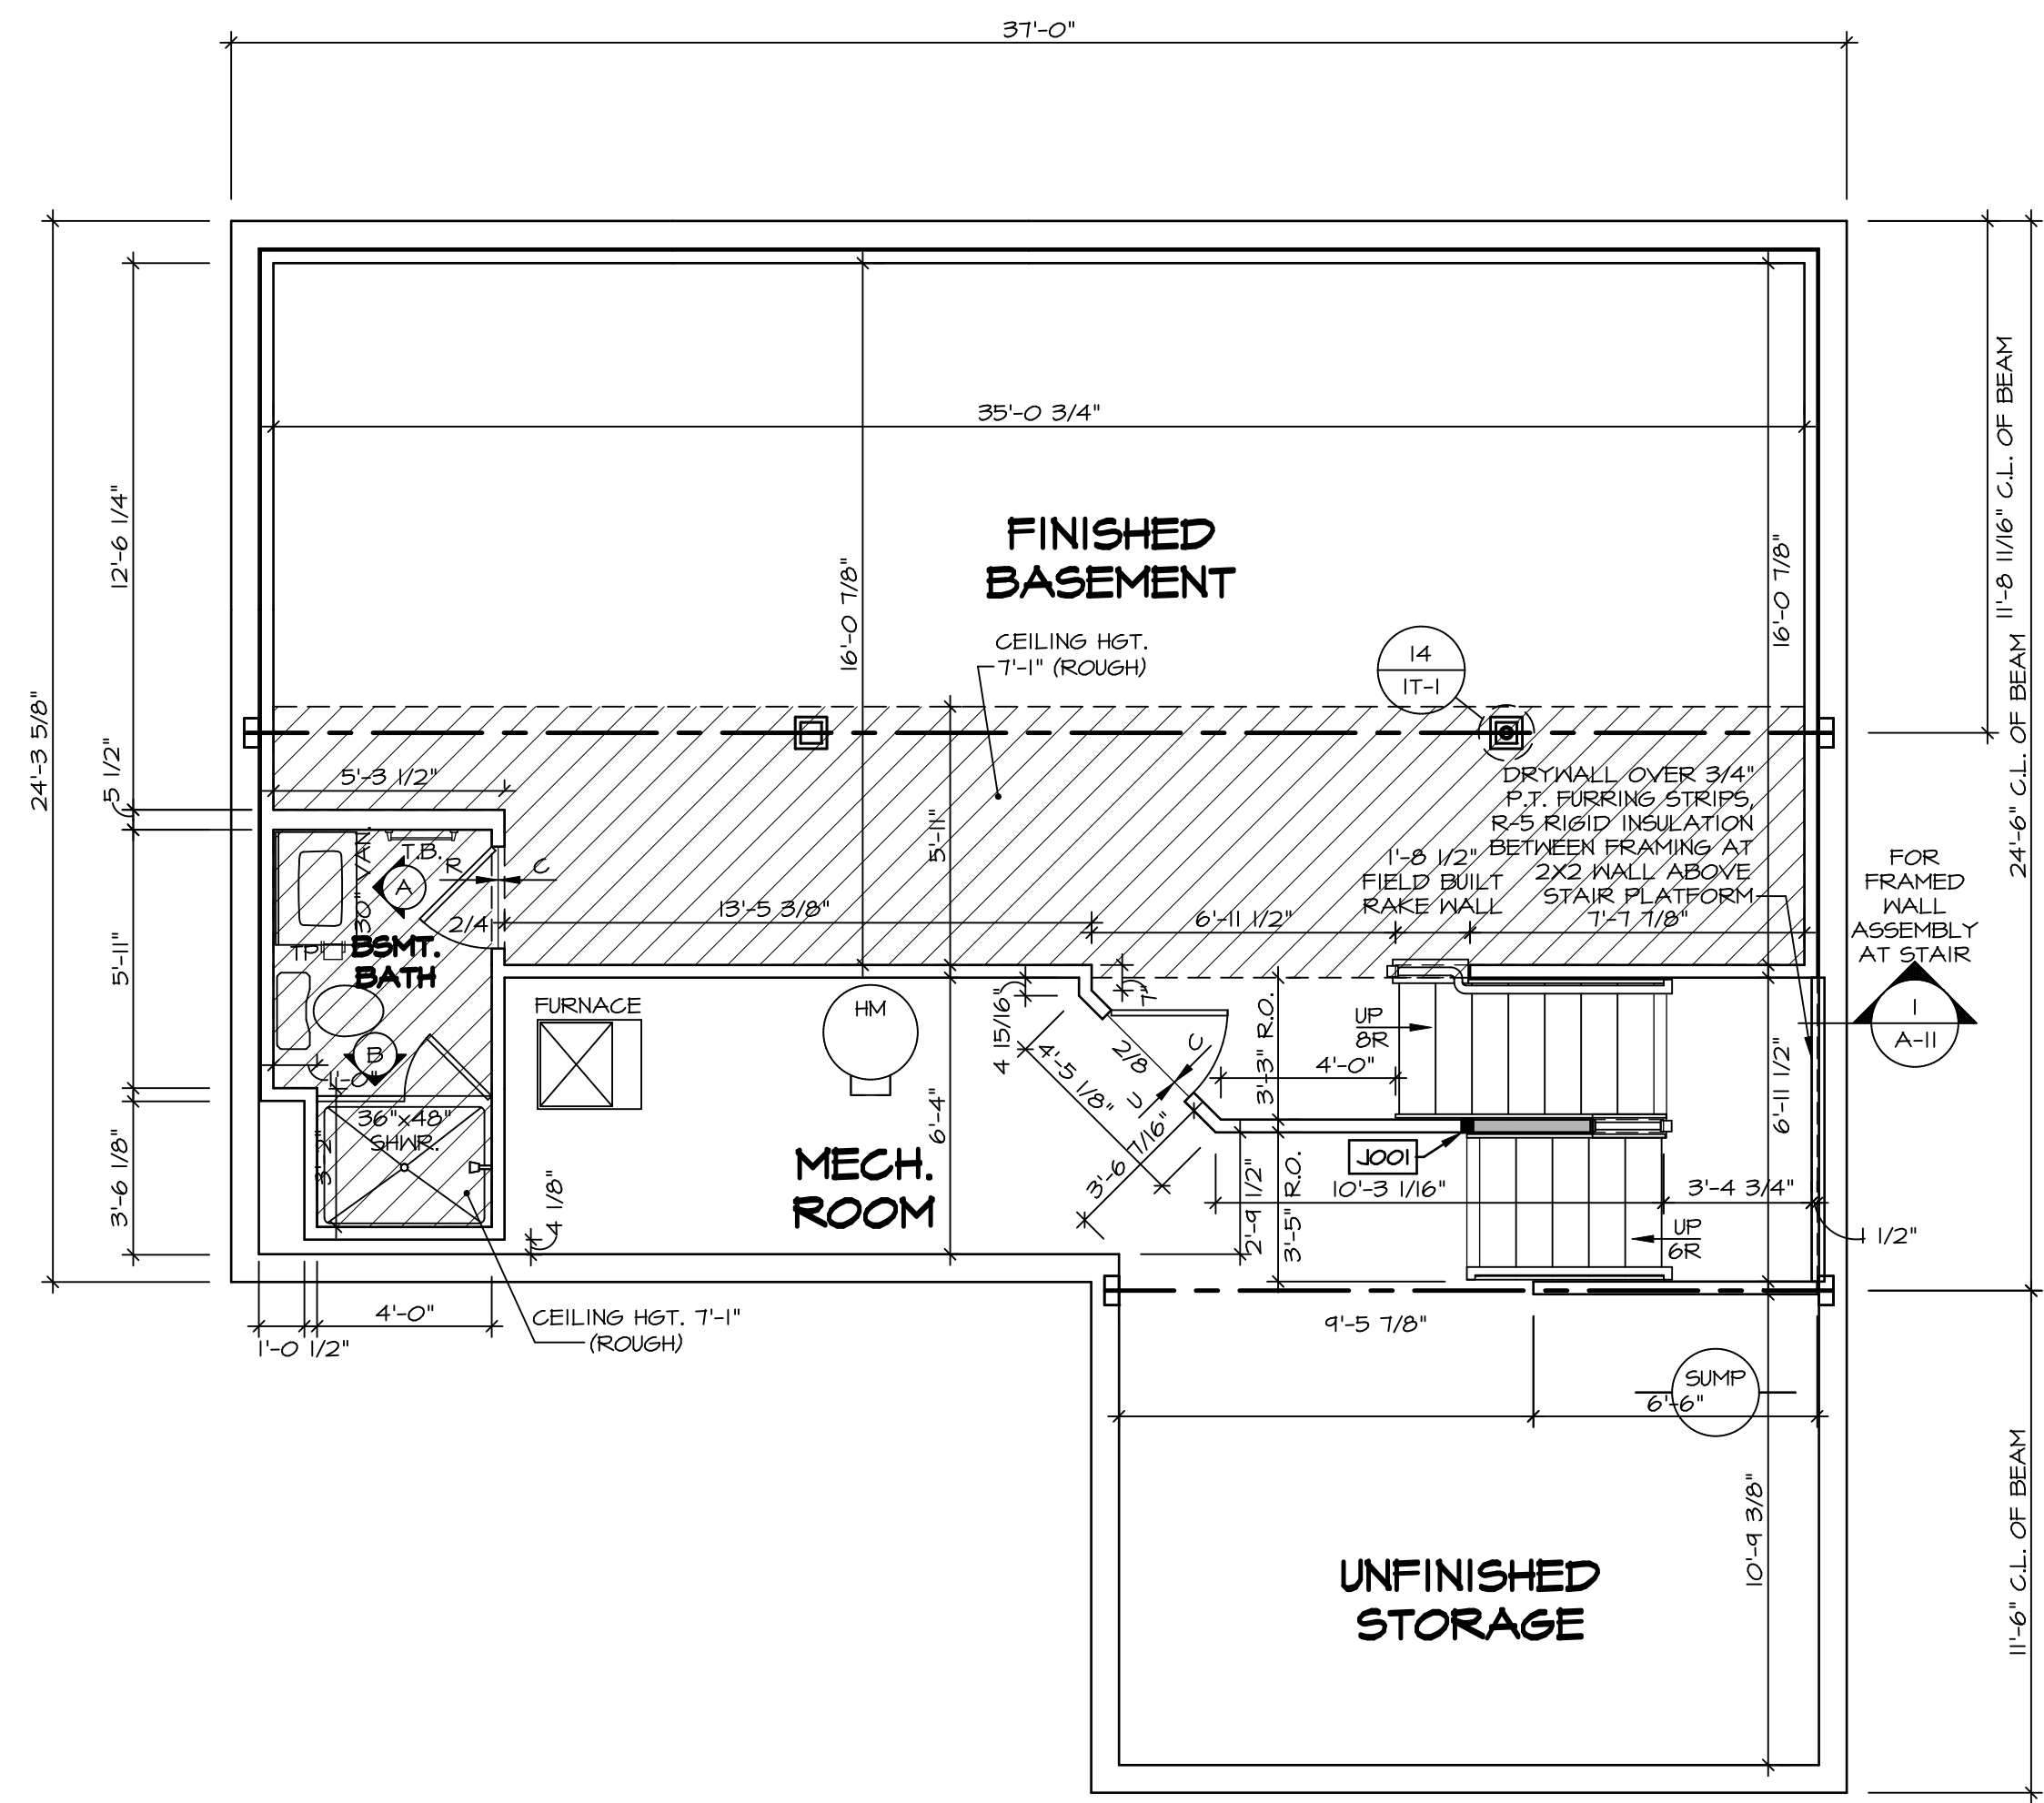 37'-0"
35'-0 3/4"
11'-8 11/16" C.L. OF BEAM
24'-6" C.L. OF BEAM
24'-3 5/8"
12'-6 1/4"
5 1/2"
FINISHED
BASEMENT
16'-0 7/8"
16'-0 7/8"
CEILING HGT.
7'-1" (ROUGH)
14
1T-1
5'-3 1/2"
DRYWALL OVER 3/4"
P.T. FURRING STRIPS,
R-5 RIGID INSULATION
BETWEEN FRAMING AT
2X2 WALL ABOVE
STAIR PLATFORM
1'-8 1/2"
FIELD BUILT
RAKE WALL
FOR
FRAMED
WALL
ASSEMBLY
AT STAIR
1
A-11
5'-11"
5'-11"
30" VAN.
T.B.
R
C
A
2/4
13'-5 3/8"
6'-11 1/2"
7'-7 7/8"
TP
BSMT.
BATH
FURNACE
HM
4 15/16"
7"
2/8
C
U
4'-5 1/8"
3'-6 7/16"
3'-3" R.O.
UP
8R
4'-0"
6'-11 1/2"
B
1'-0"
36"x48"
SHWR.
3'-2"
3'-6 1/8"
6'-4"
MECH.
ROOM
4 1/8"
J001
10'-3 1/16"
3'-4 3/4"
2'-9 1/2"
3'-5" R.O.
UP
6R
1 1/2"
4'-0"
1'-0 1/2"
CEILING HGT. 7'-1"
(ROUGH)
9'-5 7/8"
SUMP
6'-6"
10'-9 3/8"
11'-6" C.L. OF BEAM
UNFINISHED
STORAGE